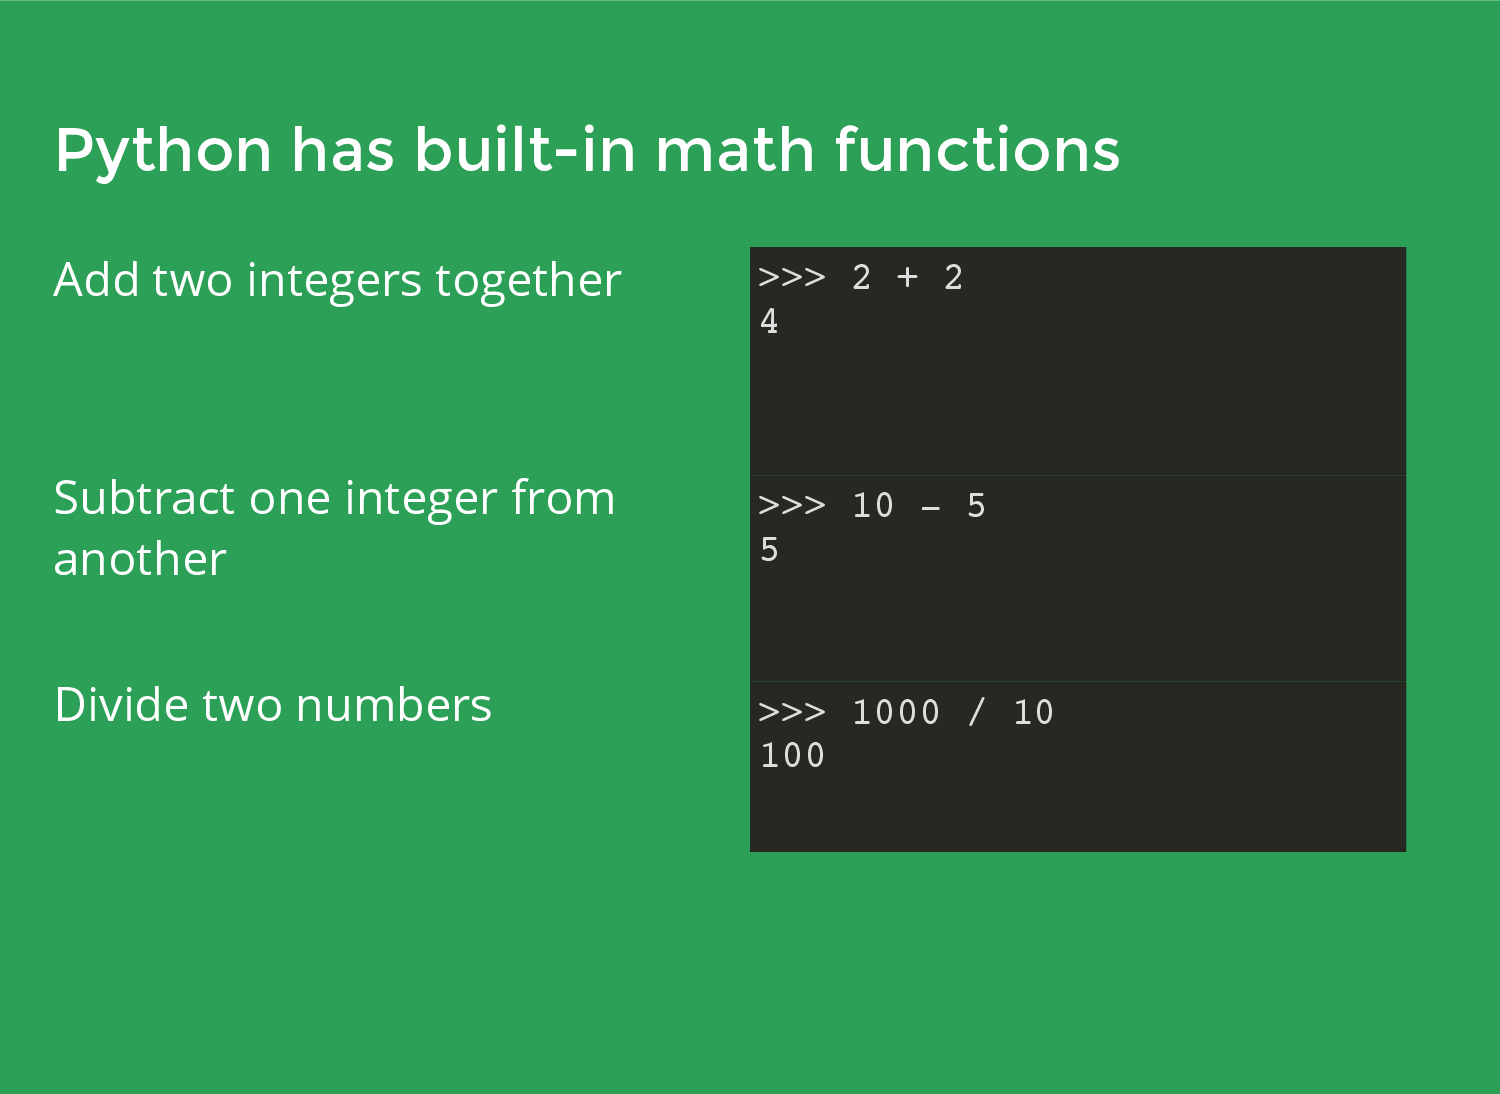 Python has built-in math functions
Add two integers together
>>> 2 + 2
4
Subtract one integer from
another
>>> 10 – 5
5
Divide two numbers
>>> 1000 / 10
100